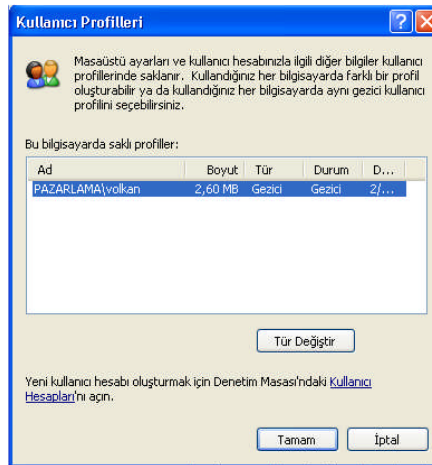 Kullanıcı Profilleri
Masaüstü ayarları ve kullanıcı hesabınızla ilgili diğer bilgiler kullanıcı
profillerinde saklanır. Kullandığınız her bilgisayarda farklı bir profil
oluşturabilir ya da kullandığınız her bilgisayarda aynı gezici kullanıcı
profilini seçebilirsiniz.
Bu bilgisayarda saklı profiller:
Ad Boyut Tür Durum D...
PAZARLAMA\volkan 2,60 MB Gezici Gezici 2/...
Tür Değiştir
Yeni kullanıcı hesabı oluşturmak için Denetim Masası'ndaki Kullanıcı
Hesapları'nı açın.
Tamam İptal